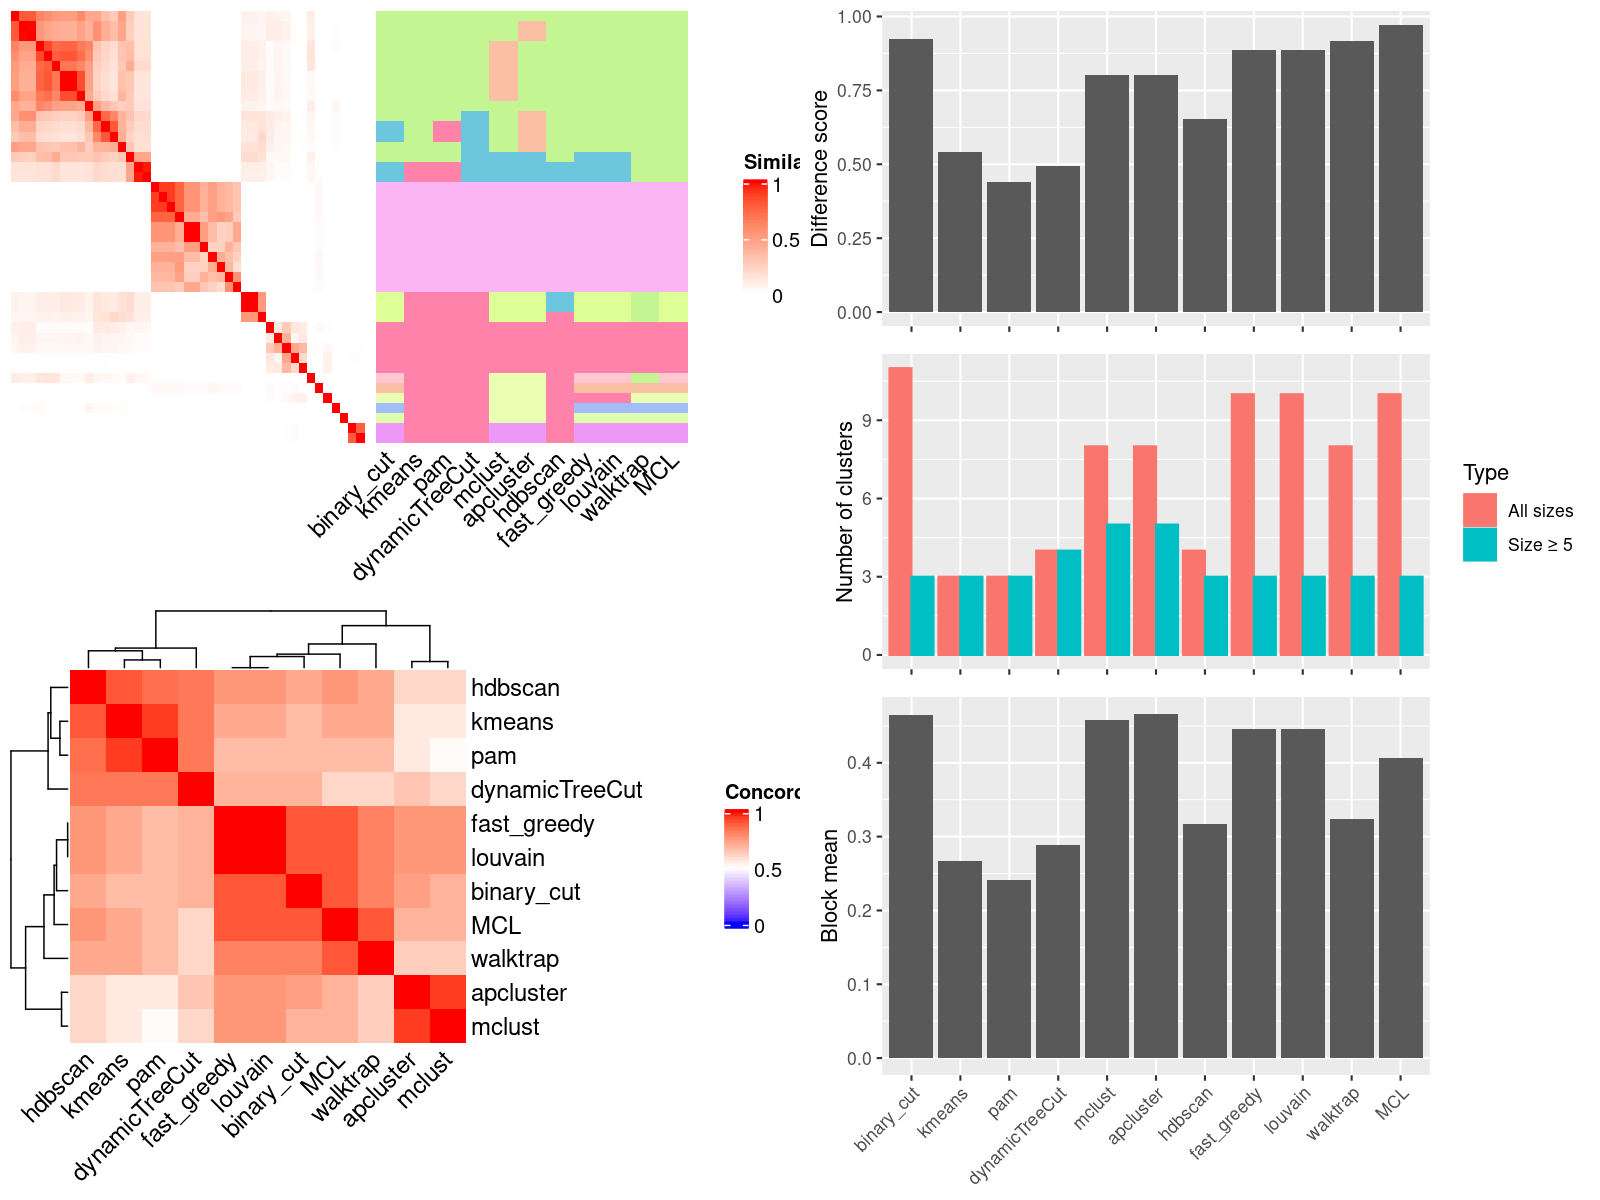 Simila
1
0.5
0
binary_cut
kmeans
pam
dynamicTreeCut
mclust
apcluster
hdbscan
fast_greedy
louvain
walktrap
MCL
hdbscan
kmeans
pam
dynamicTreeCut
fast_greedy
louvain
binary_cut
MCL
walktrap
apcluster
mclust
hdbscan
kmeans
pam
dynamicTreeCut
fast_greedy
louvain
binary_cut
MCL
walktrap
apcluster
mclust
Concord
1
0.5
0
Difference score
1.00
0.75
0.50
0.25
0.00
Number of clusters
9
6
3
0
Type
All sizes
Size ≥ 5
Block mean
0.4
0.3
0.2
0.1
0.0
binary_cut
kmeans
pam
dynamicTreeCut
mclust
apcluster
hdbscan
fast_greedy
louvain
walktrap
MCL